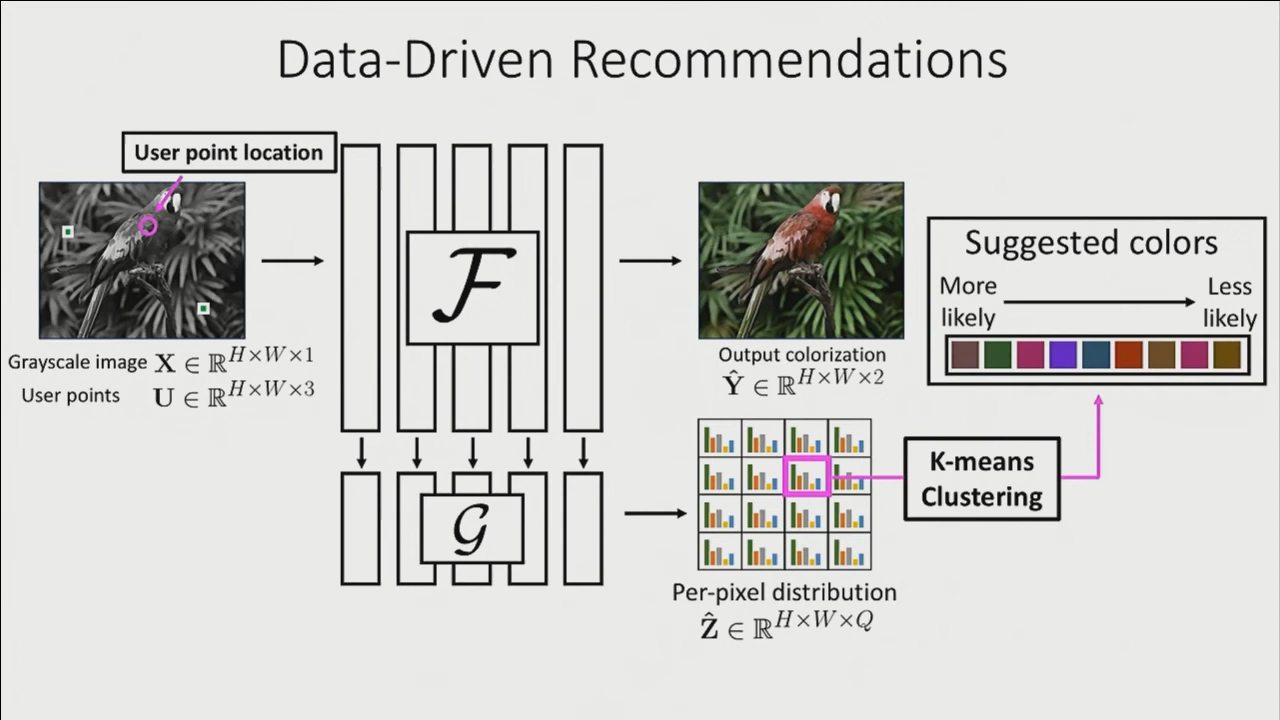 Data-Driven Recommendations
User point location
Grayscale image X ∈ ℝ^{H×W×1}
User points U ∈ ℝ^{H×W×3}
ℱ
𝒢
Output colorization
Ŷ ∈ ℝ^{H×W×2}
Per-pixel distribution
Ẑ ∈ ℝ^{H×W×Q}
K-means
Clustering
Suggested colors
More
likely
Less
likely